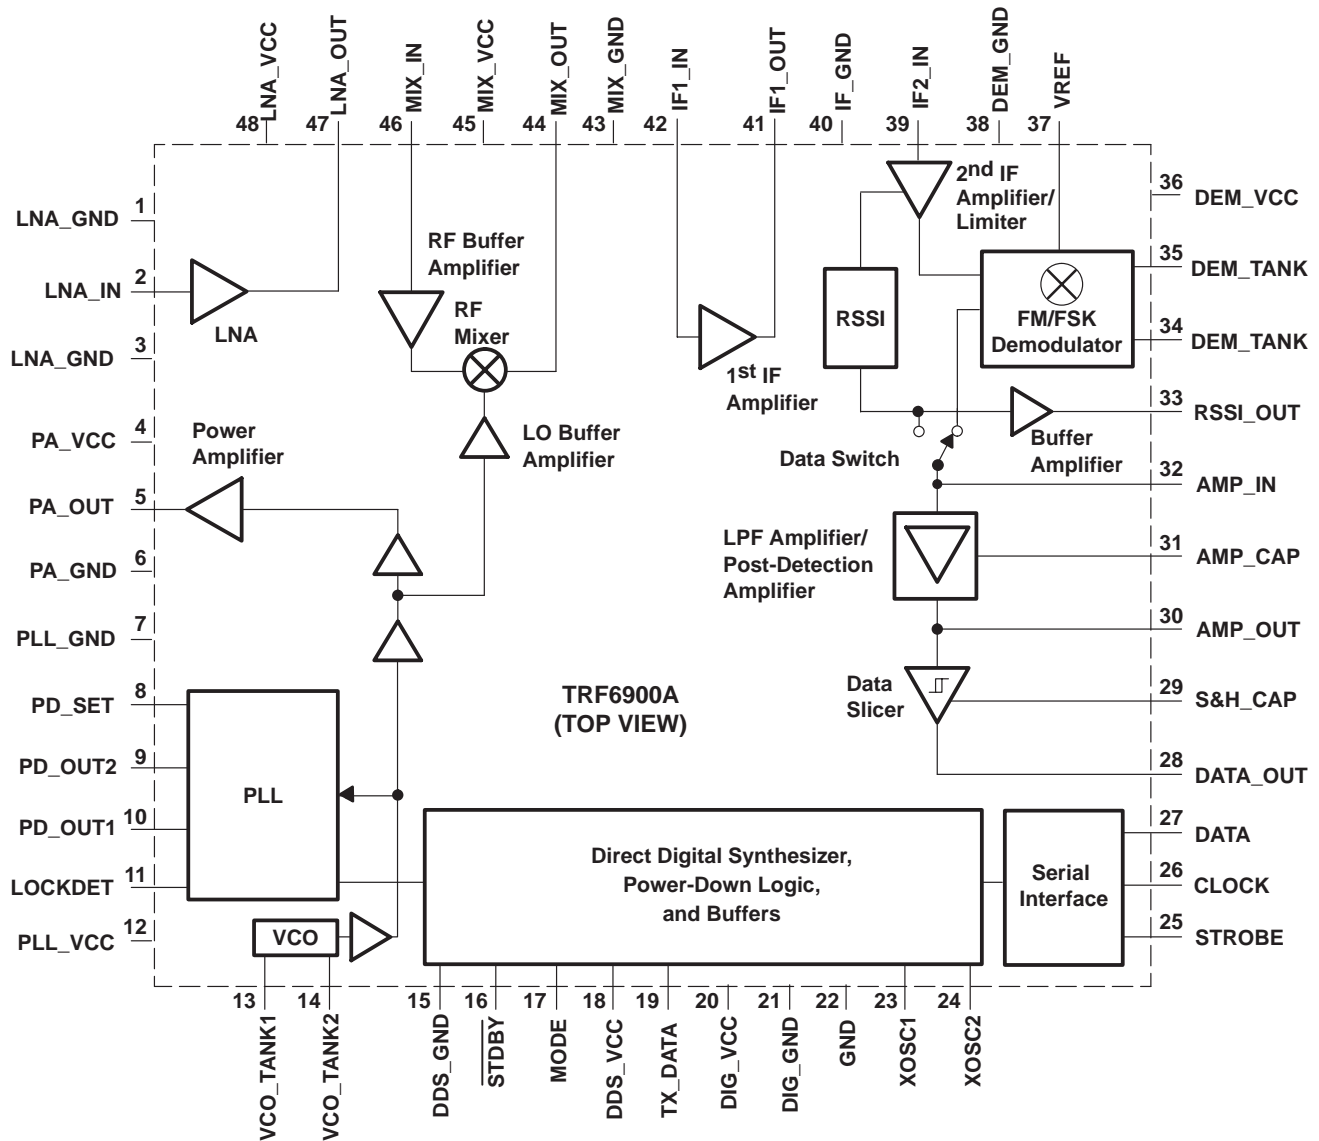 48 LNA_VCC
47 LNA_OUT
46 MIX_IN
45 MIX_VCC
44 MIX_OUT
43 MIX_GND
42 IF1_IN
41 IF1_OUT
40 IF_GND
39 IF2_IN
38 DEM_GND
37 VREF
LNA_GND 1
LNA_IN 2
LNA_GND 3
PA_VCC 4
PA_OUT 5
PA_GND 6
PLL_GND 7
PD_SET 8
PD_OUT2 9
PD_OUT1 10
LOCKDET 11
PLL_VCC 12
LNA
RF Buffer
Amplifier
RF
Mixer
LO Buffer
Amplifier
Power
Amplifier
1st IF
Amplifier
2nd IF
Amplifier/
Limiter
RSSI
FM/FSK
Demodulator
Buffer
Amplifier
Data Switch
LPF Amplifier/
Post-Detection
Amplifier
Data
Slicer
TRF6900A
(TOP VIEW)
PLL
VCO
Direct Digital Synthesizer,
Power-Down Logic,
and Buffers
Serial
Interface
36 DEM_VCC
35 DEM_TANK
34 DEM_TANK
33 RSSI_OUT
32 AMP_IN
31 AMP_CAP
30 AMP_OUT
29 S&H_CAP
28 DATA_OUT
27 DATA
26 CLOCK
25 STROBE
13 VCO_TANK1
14 VCO_TANK2
15 DDS_GND
16 STDBY
17 MODE
18 DDS_VCC
19 TX_DATA
20 DIG_VCC
21 DIG_GND
22 GND
23 XOSC1
24 XOSC2